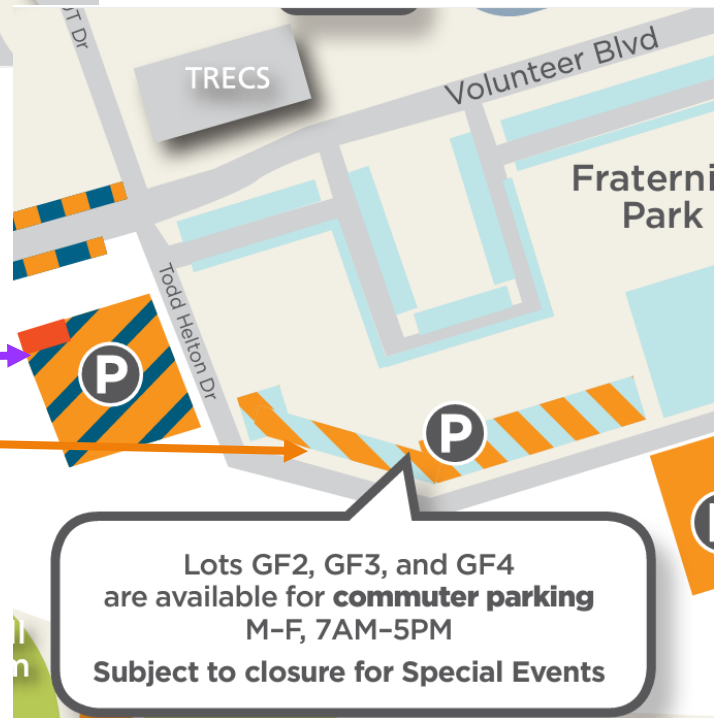 TRECS
Volunteer Blvd
Fraterni
Park
Todd Helton Dr
P
P
Lots GF2, GF3, and GF4
are available for commuter parking
M–F, 7AM–5PM
Subject to closure for Special Events